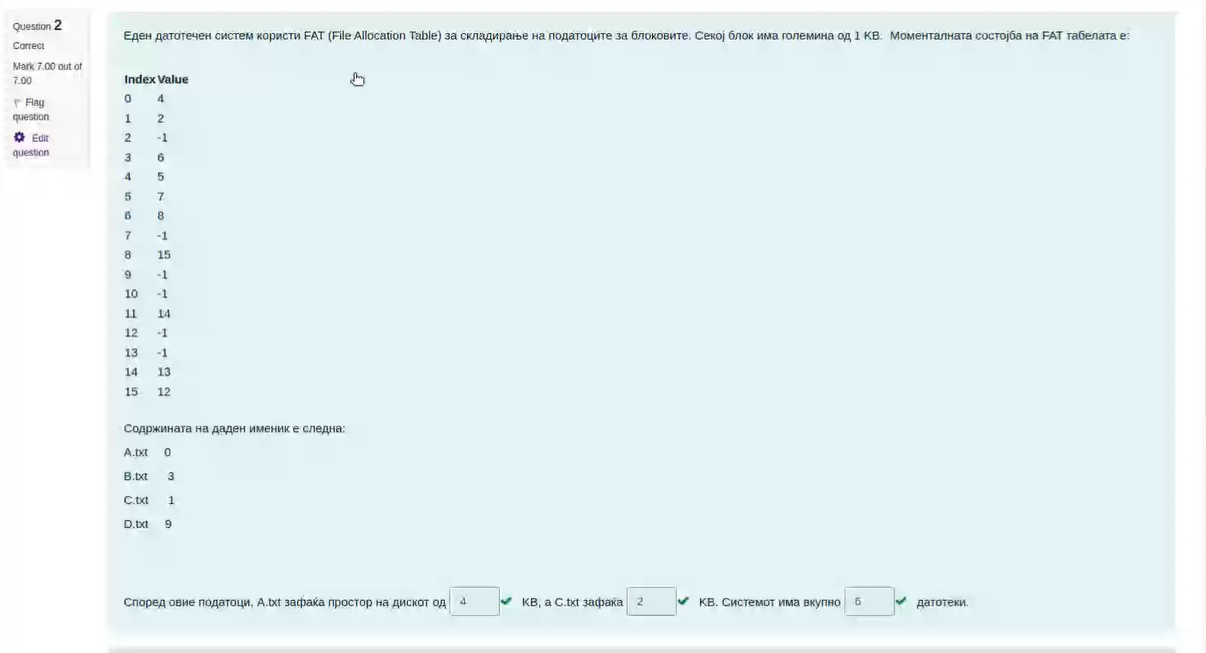 Question 2
Correct
Mark 7.00 out of
7.00
Flag
question
Edit
question
Еден датотечен систем користи FAT (File Allocation Table) за складирање на податоците за блоковите. Секој блок има големина од 1 KB. Моменталната состојба на FAT табелата е:
Index Value
0 4
1 2
2 -1
3 6
4 5
5 7
6 8
7 -1
8 15
9 -1
10 -1
11 14
12 -1
13 -1
14 13
15 12
Содржината на даден именик е следна:
A.txt 0
B.txt 3
C.txt 1
D.txt 9
Според овие податоци, A.txt зафаќа простор на дискот од 4 KB, а C.txt зафаќа 2 KB. Системот има вкупно 6 датотеки.